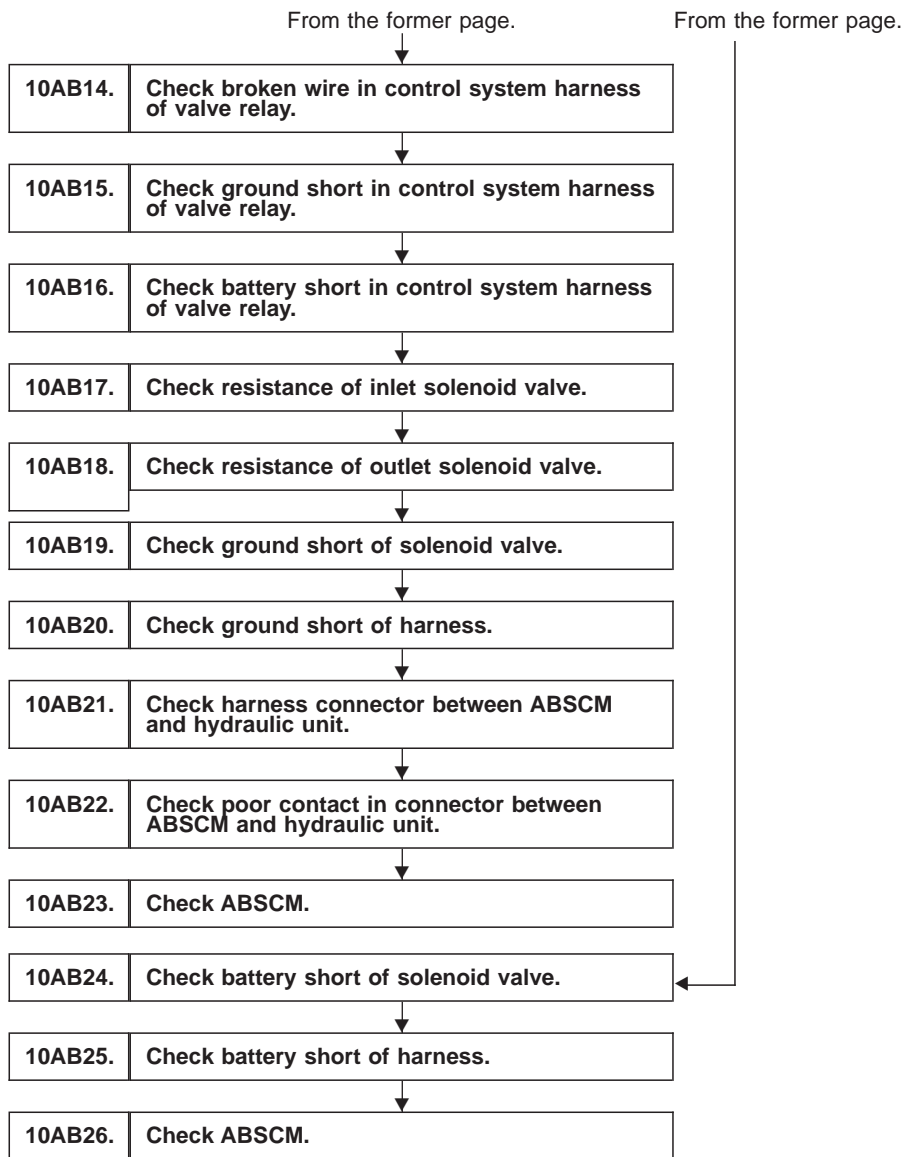 From the former page. From the former page.
10AB14. Check broken wire in control system harness
of valve relay.
10AB15. Check ground short in control system harness
of valve relay.
10AB16. Check battery short in control system harness
of valve relay.
10AB17. Check resistance of inlet solenoid valve.
10AB18. Check resistance of outlet solenoid valve.
10AB19. Check ground short of solenoid valve.
10AB20. Check ground short of harness.
10AB21. Check harness connector between ABSCM
and hydraulic unit.
10AB22. Check poor contact in connector between
ABSCM and hydraulic unit.
10AB23. Check ABSCM.
10AB24. Check battery short of solenoid valve.
10AB25. Check battery short of harness.
10AB26. Check ABSCM.